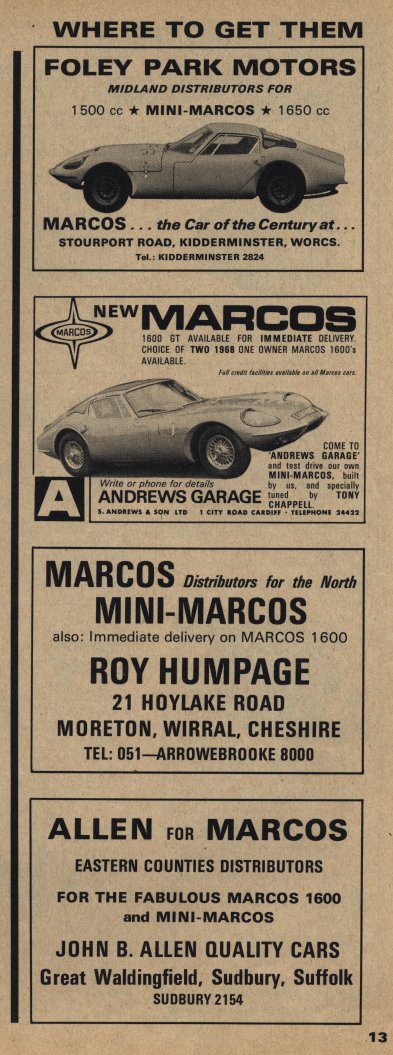 WHERE TO GET THEM
FOLEY PARK MOTORS
MIDLAND DISTRIBUTORS FOR
1500 cc ★ MINI-MARCOS ★ 1650 cc
MARCOS... the Car of the Century at...
STOURPORT ROAD, KIDDERMINSTER, WORCS.
Tel.: KIDDERMINSTER 2824
MARCOS
NEW MARCOS
1600 GT AVAILABLE FOR IMMEDIATE DELIVERY.
CHOICE OF TWO 1968 ONE OWNER MARCOS 1600's
AVAILABLE.
Full credit facilities available on all Marcos cars.
COME TO
'ANDREWS GARAGE'
and test drive our own
MINI-MARCOS, built
by us, and specially
tuned by TONY
CHAPPELL.
A
Write or phone for details
ANDREWS GARAGE
S. ANDREWS & SON LTD 1 CITY ROAD CARDIFF · TELEPHONE 24422
MARCOS Distributors for the North
MINI-MARCOS
also: Immediate delivery on MARCOS 1600
ROY HUMPAGE
21 HOYLAKE ROAD
MORETON, WIRRAL, CHESHIRE
TEL: 051—ARROWEBROOKE 8000
ALLEN FOR MARCOS
EASTERN COUNTIES DISTRIBUTORS
FOR THE FABULOUS MARCOS 1600
and MINI-MARCOS
JOHN B. ALLEN QUALITY CARS
Great Waldingfield, Sudbury, Suffolk
SUDBURY 2154
13